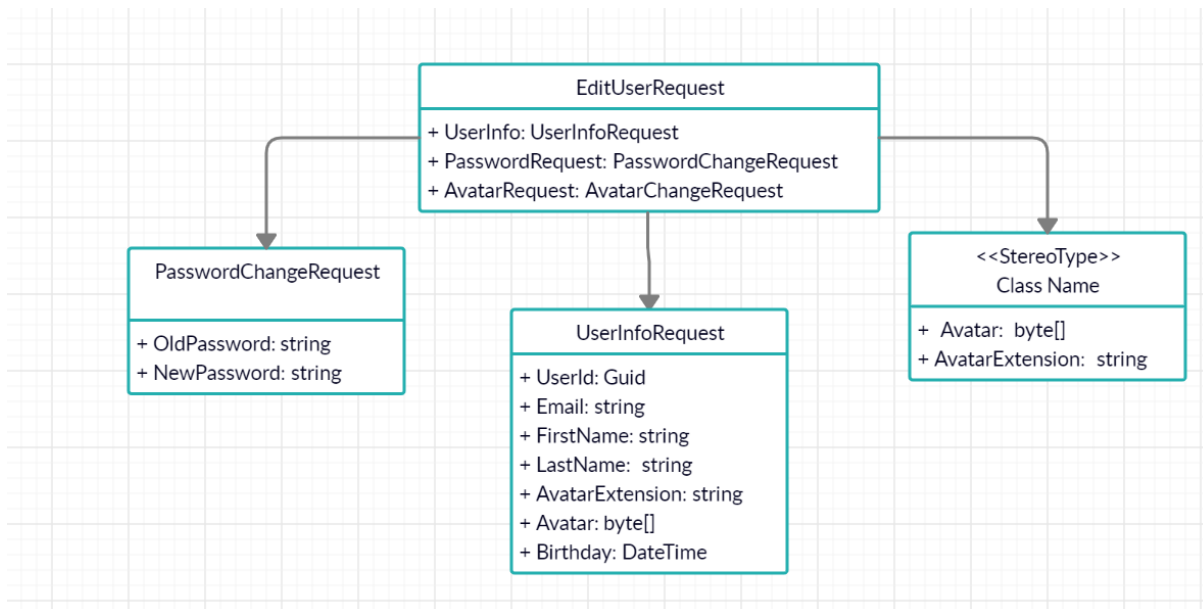 EditUserRequest
+ UserInfo: UserInfoRequest
+ PasswordRequest: PasswordChangeRequest
+ AvatarRequest: AvatarChangeRequest
PasswordChangeRequest
+ OldPassword: string
+ NewPassword: string
UserInfoRequest
+ UserId: Guid
+ Email: string
+ FirstName: string
+ LastName:  string
+ AvatarExtension: string
+ Avatar: byte[]
+ Birthday: DateTime
<<StereoType>>
Class Name
+  Avatar:  byte[]
+ AvatarExtension:  string